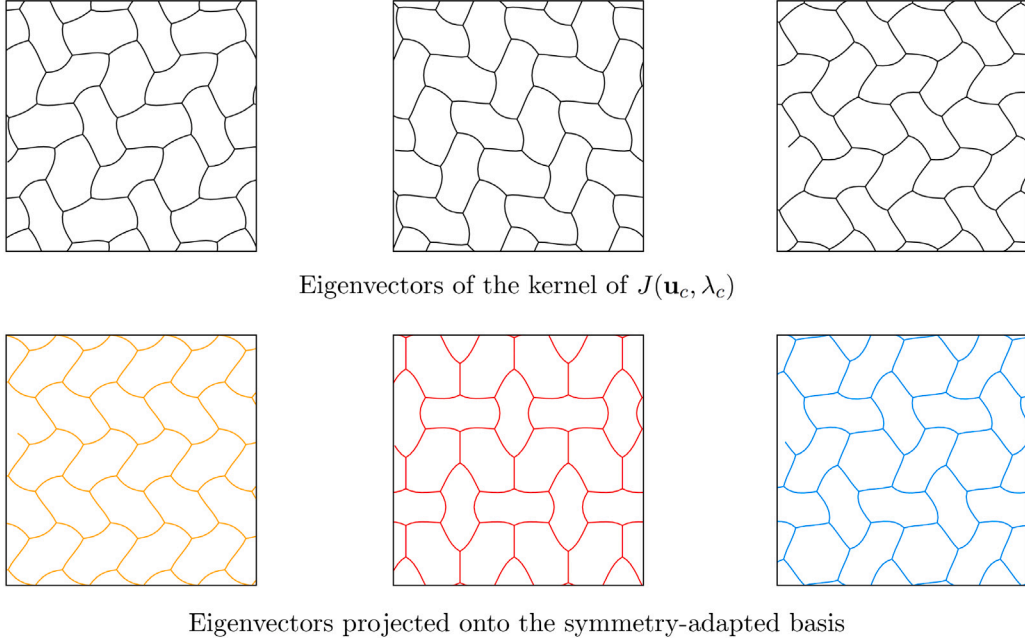 Eigenvectors of the kernel of J(u_c, λ_c)
Eigenvectors projected onto the symmetry-adapted basis